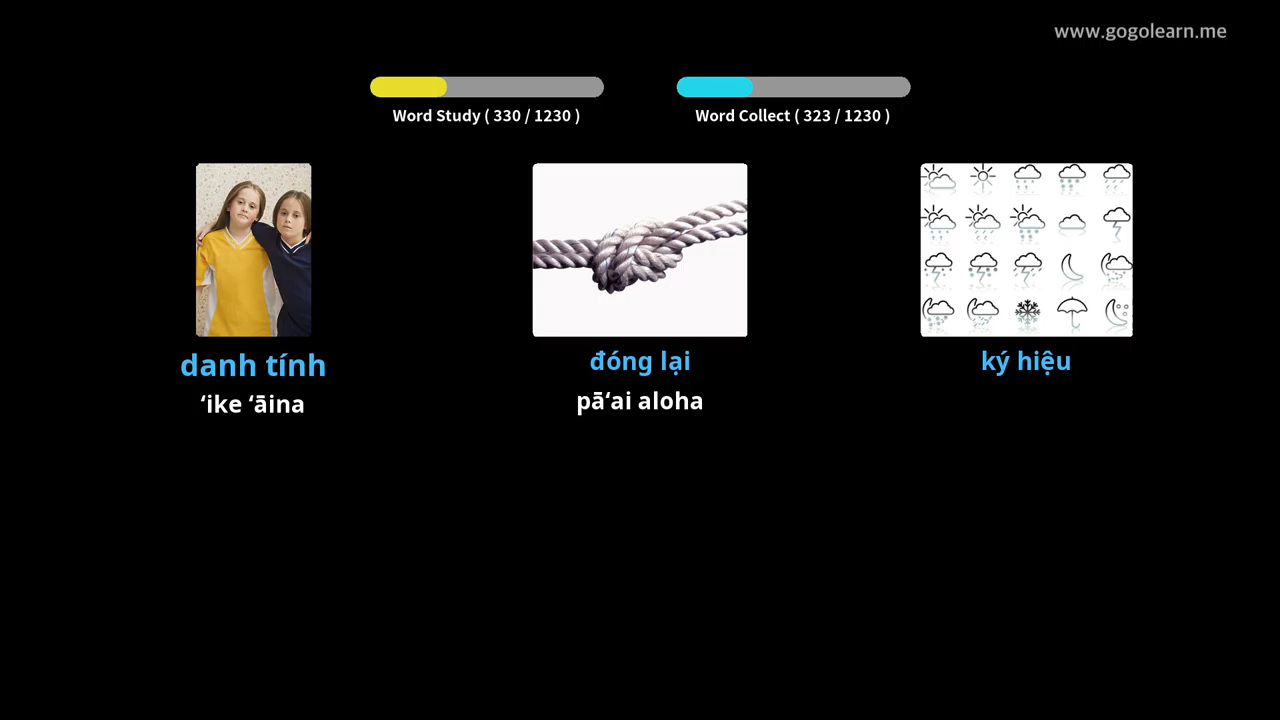 www.gogolearn.me
Word Study ( 330 / 1230 )
Word Collect ( 323 / 1230 )
danh tính
ʻike ʻāina
đóng lại
pāʻai aloha
ký hiệu